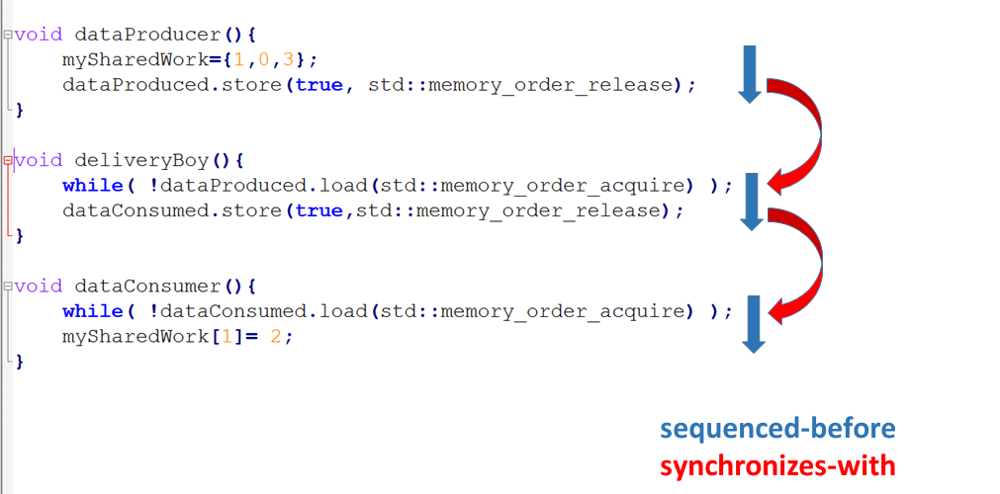 void dataProducer(){
mySharedWork={1,0,3};
dataProduced.store(true, std::memory_order_release);
}
void deliveryBoy(){
while( !dataProduced.load(std::memory_order_acquire) );
dataConsumed.store(true,std::memory_order_release);
}
void dataConsumer(){
while( !dataConsumed.load(std::memory_order_acquire) );
mySharedWork[1]= 2;
}
sequenced-before
synchronizes-with